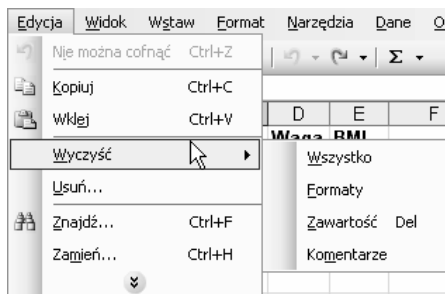 Edycja Widok Wstaw Format Narzędzia Dane O
Nie można cofnąć Ctrl+Z
Σ
Kopiuj Ctrl+C
Wklej Ctrl+V
D E F
Waga BMI
Wyczyść
Wszystko
Usuń...
Formaty
Znajdź... Ctrl+F
Zawartość Del
Zamień... Ctrl+H
Komentarze